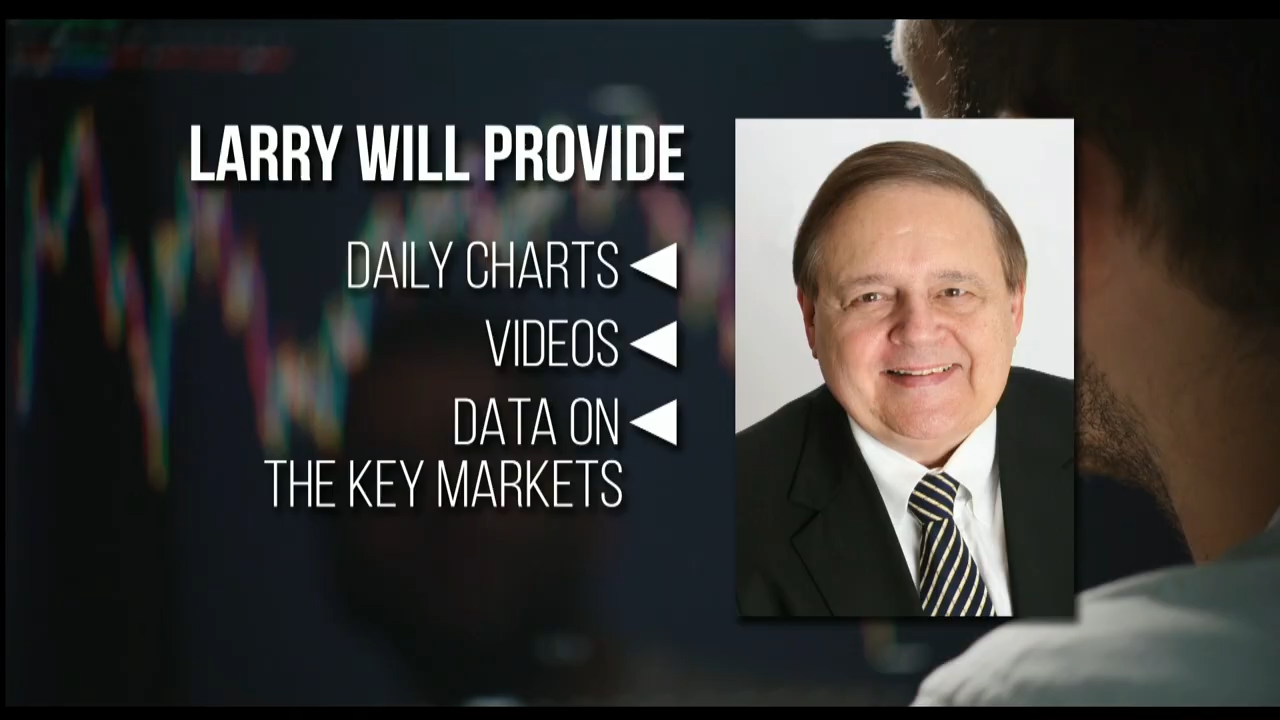 LARRY WILL PROVIDE
DAILY CHARTS
VIDEOS
DATA ON
THE KEY MARKETS